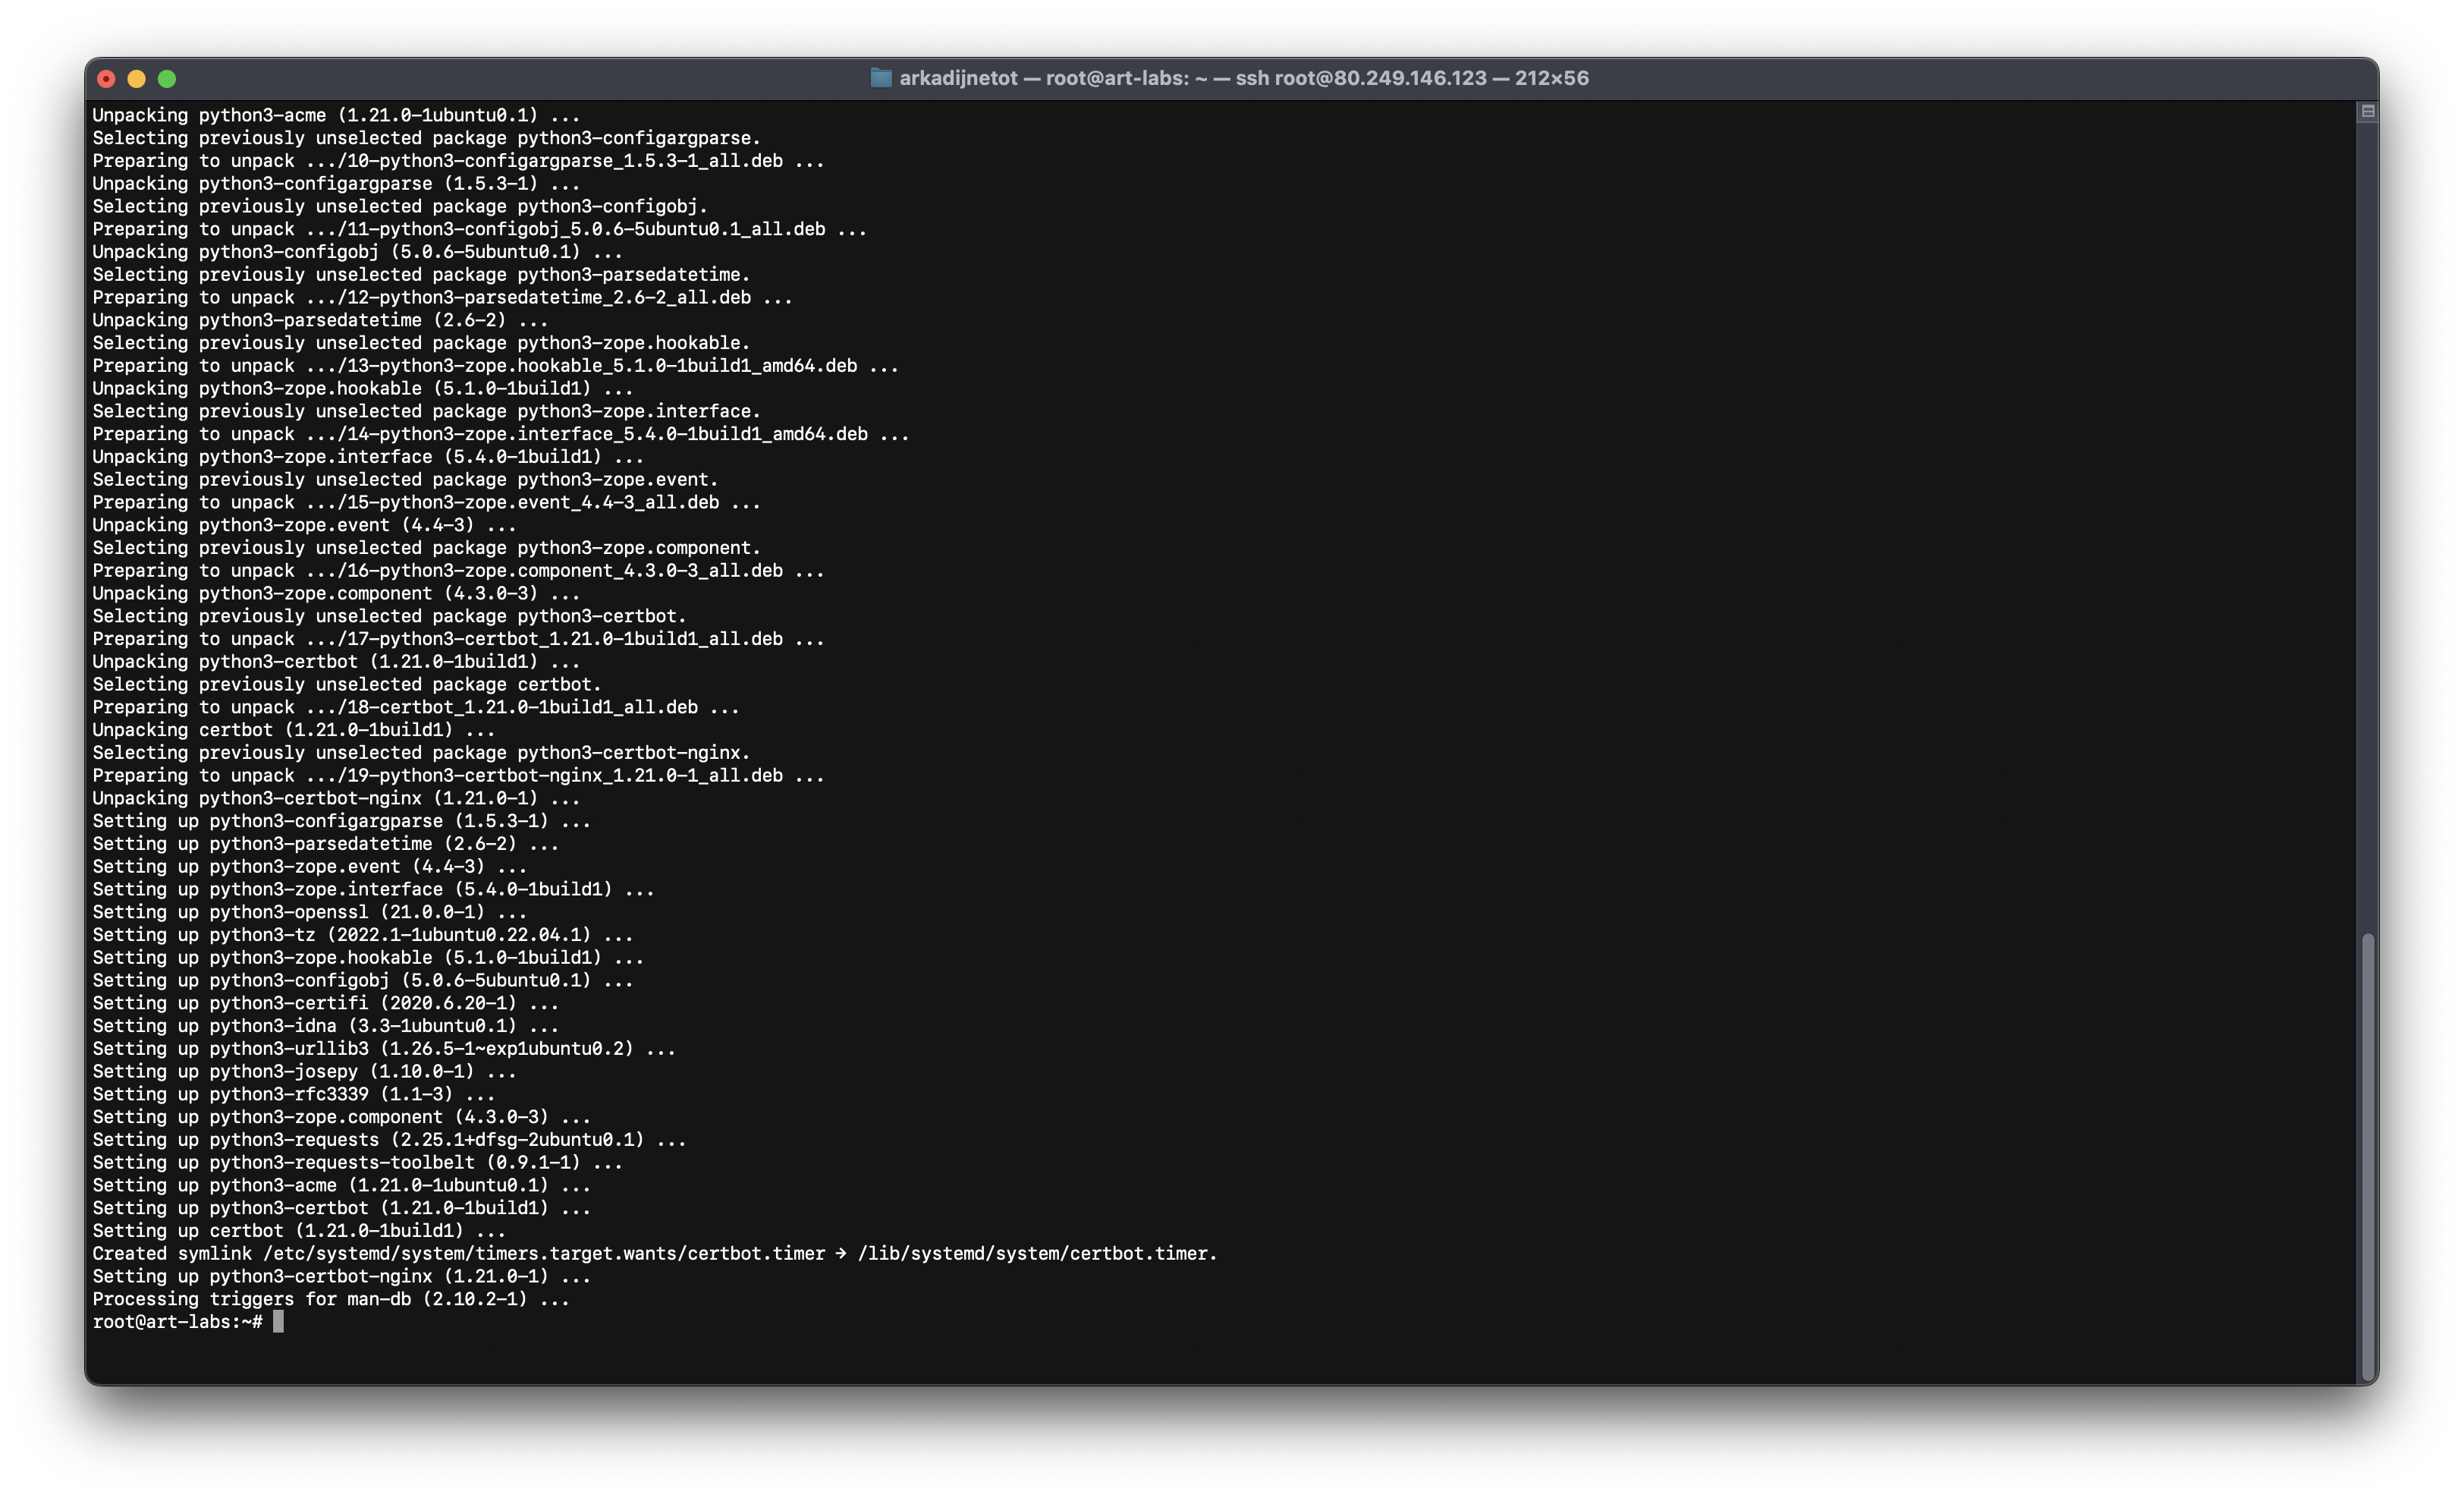 arkadijnetot — root@art-labs: ~ — ssh root@80.249.146.123 — 212×56
Unpacking python3-acme (1.21.0-1ubuntu0.1) ...
Selecting previously unselected package python3-configargparse.
Preparing to unpack .../10-python3-configargparse_1.5.3-1_all.deb ...
Unpacking python3-configargparse (1.5.3-1) ...
Selecting previously unselected package python3-configobj.
Preparing to unpack .../11-python3-configobj_5.0.6-5ubuntu0.1_all.deb ...
Unpacking python3-configobj (5.0.6-5ubuntu0.1) ...
Selecting previously unselected package python3-parsedatetime.
Preparing to unpack .../12-python3-parsedatetime_2.6-2_all.deb ...
Unpacking python3-parsedatetime (2.6-2) ...
Selecting previously unselected package python3-zope.hookable.
Preparing to unpack .../13-python3-zope.hookable_5.1.0-1build1_amd64.deb ...
Unpacking python3-zope.hookable (5.1.0-1build1) ...
Selecting previously unselected package python3-zope.interface.
Preparing to unpack .../14-python3-zope.interface_5.4.0-1build1_amd64.deb ...
Unpacking python3-zope.interface (5.4.0-1build1) ...
Selecting previously unselected package python3-zope.event.
Preparing to unpack .../15-python3-zope.event_4.4-3_all.deb ...
Unpacking python3-zope.event (4.4-3) ...
Selecting previously unselected package python3-zope.component.
Preparing to unpack .../16-python3-zope.component_4.3.0-3_all.deb ...
Unpacking python3-zope.component (4.3.0-3) ...
Selecting previously unselected package python3-certbot.
Preparing to unpack .../17-python3-certbot_1.21.0-1build1_all.deb ...
Unpacking python3-certbot (1.21.0-1build1) ...
Selecting previously unselected package certbot.
Preparing to unpack .../18-certbot_1.21.0-1build1_all.deb ...
Unpacking certbot (1.21.0-1build1) ...
Selecting previously unselected package python3-certbot-nginx.
Preparing to unpack .../19-python3-certbot-nginx_1.21.0-1_all.deb ...
Unpacking python3-certbot-nginx (1.21.0-1) ...
Setting up python3-configargparse (1.5.3-1) ...
Setting up python3-parsedatetime (2.6-2) ...
Setting up python3-zope.event (4.4-3) ...
Setting up python3-zope.interface (5.4.0-1build1) ...
Setting up python3-openssl (21.0.0-1) ...
Setting up python3-tz (2022.1-1ubuntu0.22.04.1) ...
Setting up python3-zope.hookable (5.1.0-1build1) ...
Setting up python3-configobj (5.0.6-5ubuntu0.1) ...
Setting up python3-certifi (2020.6.20-1) ...
Setting up python3-idna (3.3-1ubuntu0.1) ...
Setting up python3-urllib3 (1.26.5-1~exp1ubuntu0.2) ...
Setting up python3-josepy (1.10.0-1) ...
Setting up python3-rfc3339 (1.1-3) ...
Setting up python3-zope.component (4.3.0-3) ...
Setting up python3-requests (2.25.1+dfsg-2ubuntu0.1) ...
Setting up python3-requests-toolbelt (0.9.1-1) ...
Setting up python3-acme (1.21.0-1ubuntu0.1) ...
Setting up python3-certbot (1.21.0-1build1) ...
Setting up certbot (1.21.0-1build1) ...
Created symlink /etc/systemd/system/timers.target.wants/certbot.timer → /lib/systemd/system/certbot.timer.
Setting up python3-certbot-nginx (1.21.0-1) ...
Processing triggers for man-db (2.10.2-1) ...
root@art-labs:~#